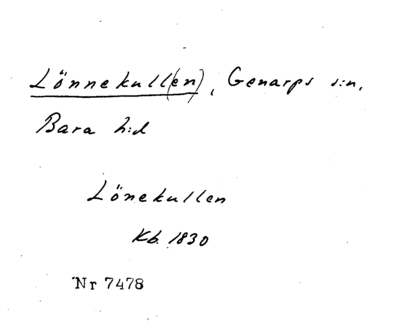 Lönnekull(en), Genarps s:n,
Bara h:d
Lönekullen
Kb. 1830
Nr 7478